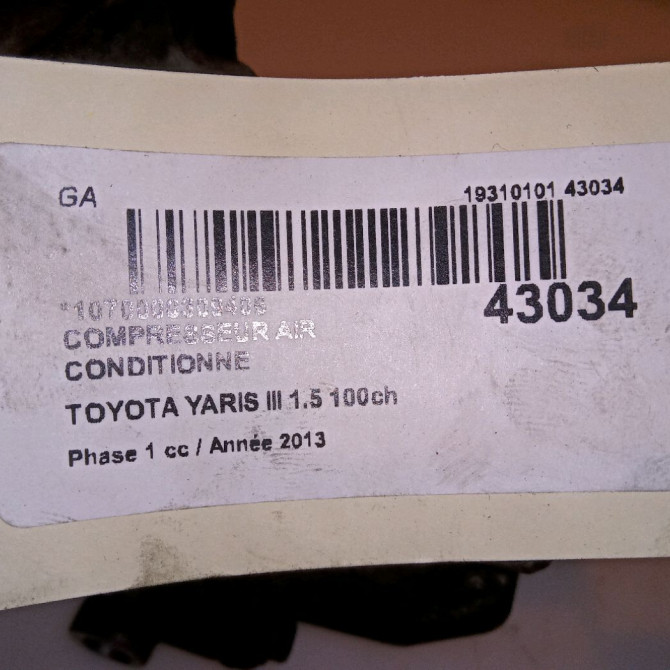 GA
19310101 43034
43034
COMPRESSEUR AIR
CONDITIONNE
TOYOTA YARIS III 1.5 100ch
Phase 1 cc / Année 2013